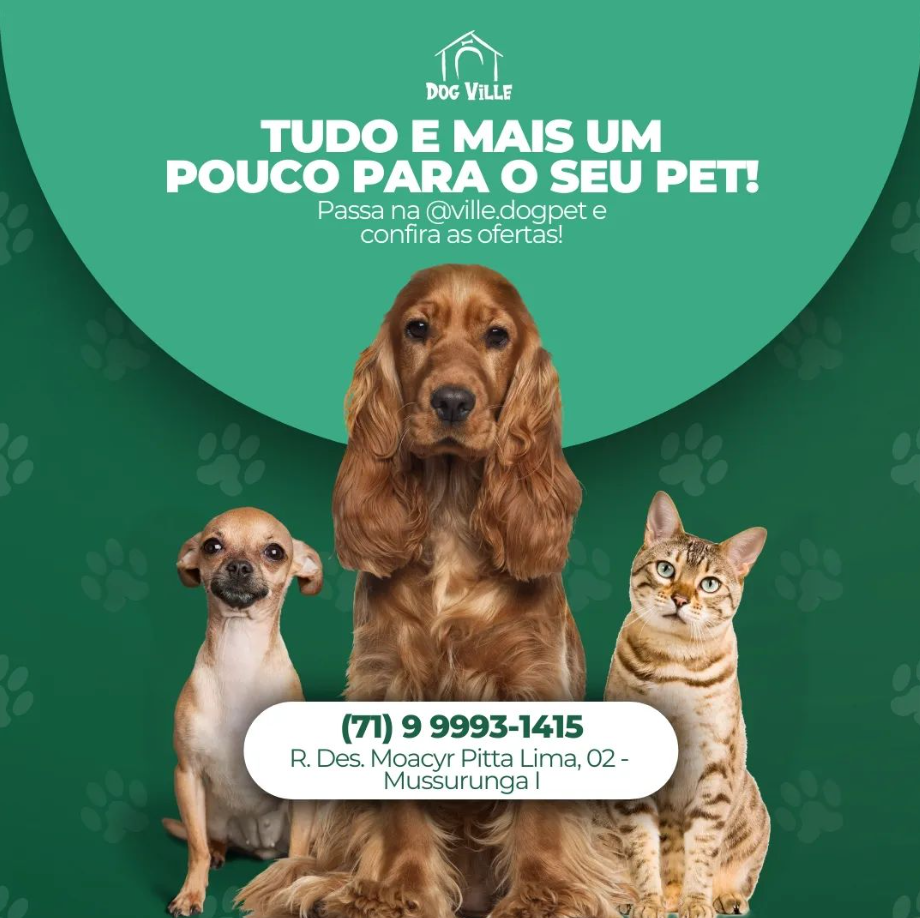 DOG VILLE
TUDO E MAIS UM
POUCO PARA O SEU PET!
Passa na @ville.dogpet e
confira as ofertas!
(71) 9 9993-1415
R. Des. Moacyr Pitta Lima, 02 -
Mussurunga I